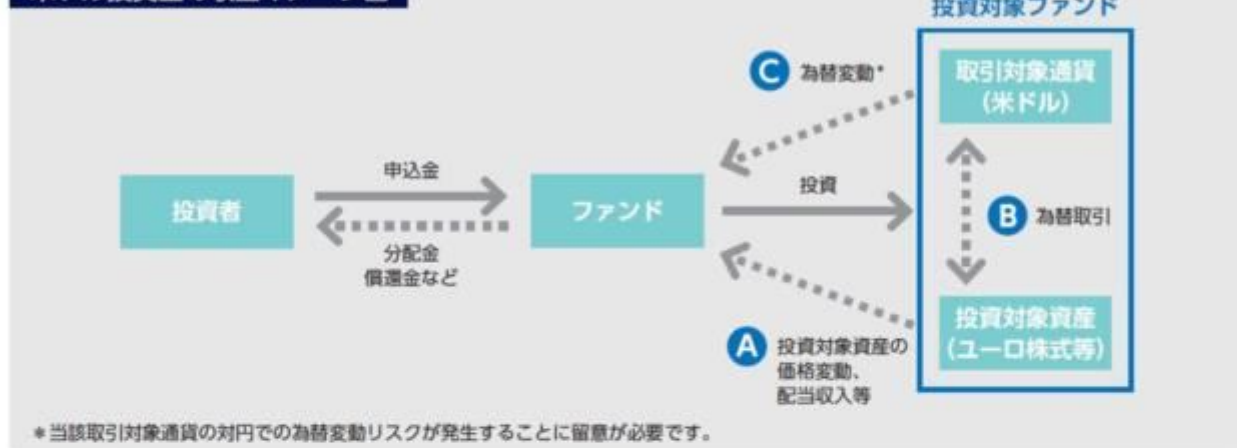 投資対象ファンド
C 為替変動*
取引対象通貨
(米ドル)
申込金
投資
投資者
ファンド
B 為替取引
分配金
償還金など
A 投資対象資産の
価格変動、
配当収入等
投資対象資産
(ユーロ株式等)
*当該取引対象通貨の対円での為替変動リスクが発生することに留意が必要です。